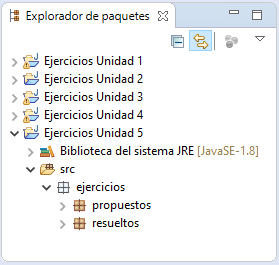 Explorador de paquetes
Ejercicios Unidad 1
Ejercicios Unidad 2
Ejercicios Unidad 3
Ejercicios Unidad 4
Ejercicios Unidad 5
Biblioteca del sistema JRE [JavaSE-1.8]
src
ejercicios
propuestos
resueltos